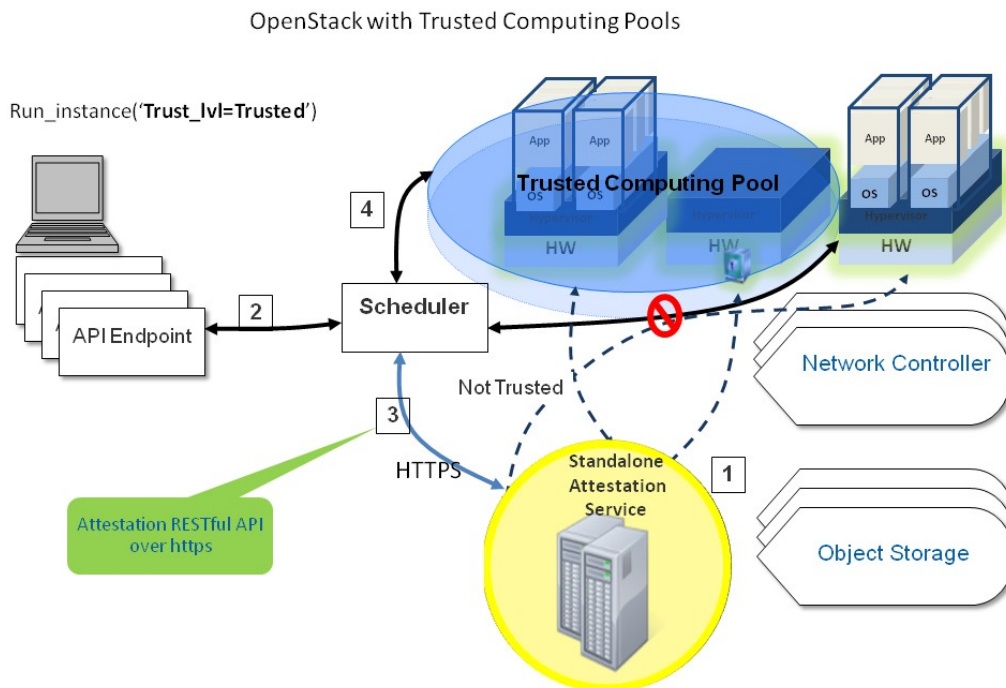 OpenStack with Trusted Computing Pools
Run_instance('Trust_lvl=Trusted')
App
App
OS
OS
Hypervisor
HW
Trusted Computing Pool
Hypervisor
HW
App
App
OS
OS
Hypervisor
HW
4
2
Scheduler
A
A
A
API Endpoint
Not Trusted
Network Controller
3
HTTPS
1
Standalone
Attestation
Service
Attestation RESTful API
over https
Object Storage